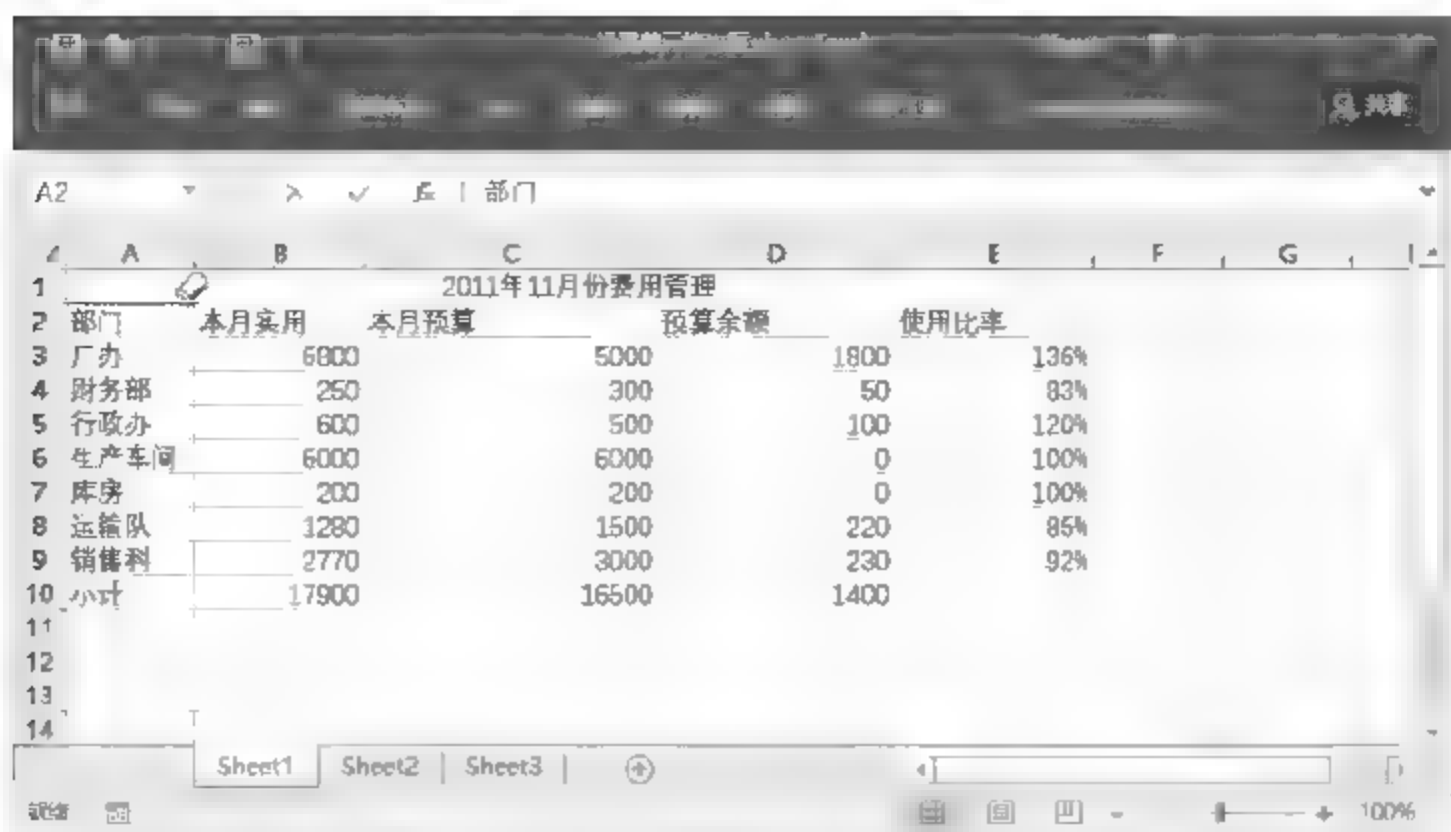 共享
A2 部门
A B C D E F G
1 2011年11月份费用管理
2 部门 本月实用 本月预算 预算余额 使用比率
3 厂办 6800 5000 1800 136%
4 财务部 250 300 50 83%
5 行政办 600 500 100 120%
6 生产车间 6000 6000 0 100%
7 库房 200 200 0 100%
8 运输队 1280 1500 220 85%
9 销售科 2770 3000 230 92%
10 小计 17900 16500 1400
11
12
13
14
Sheet1 Sheet2 Sheet3
就绪 100%